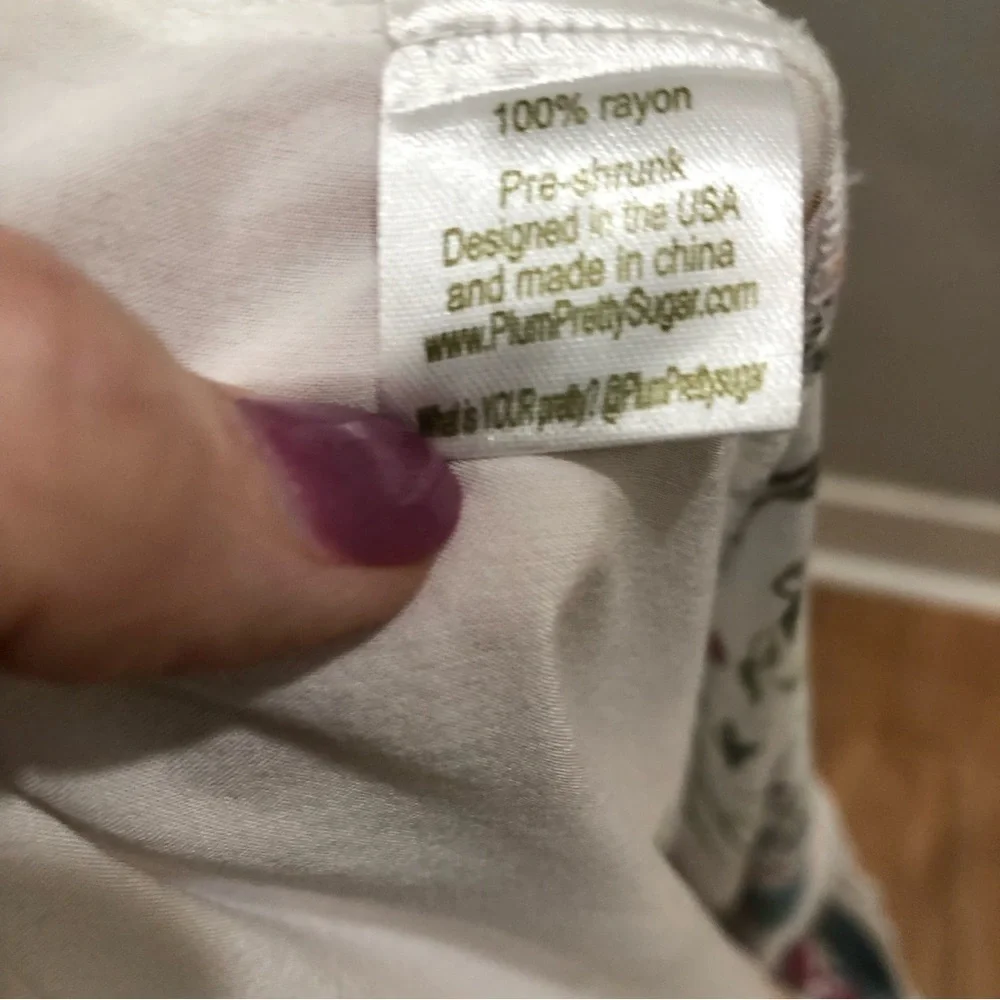 100% rayon
Pre-shrunk
Designed in the USA
and made in china
www.PlumPrettySugar.com
What is YOUR pretty? @PlumPrettysugar